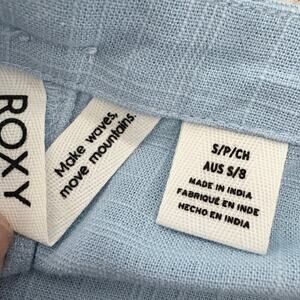 ROXY
Make waves,
move mountains.
S/P/CH
AUS S/8
MADE IN INDIA
FABRIQUÉ EN INDE
HECHO EN INDIA